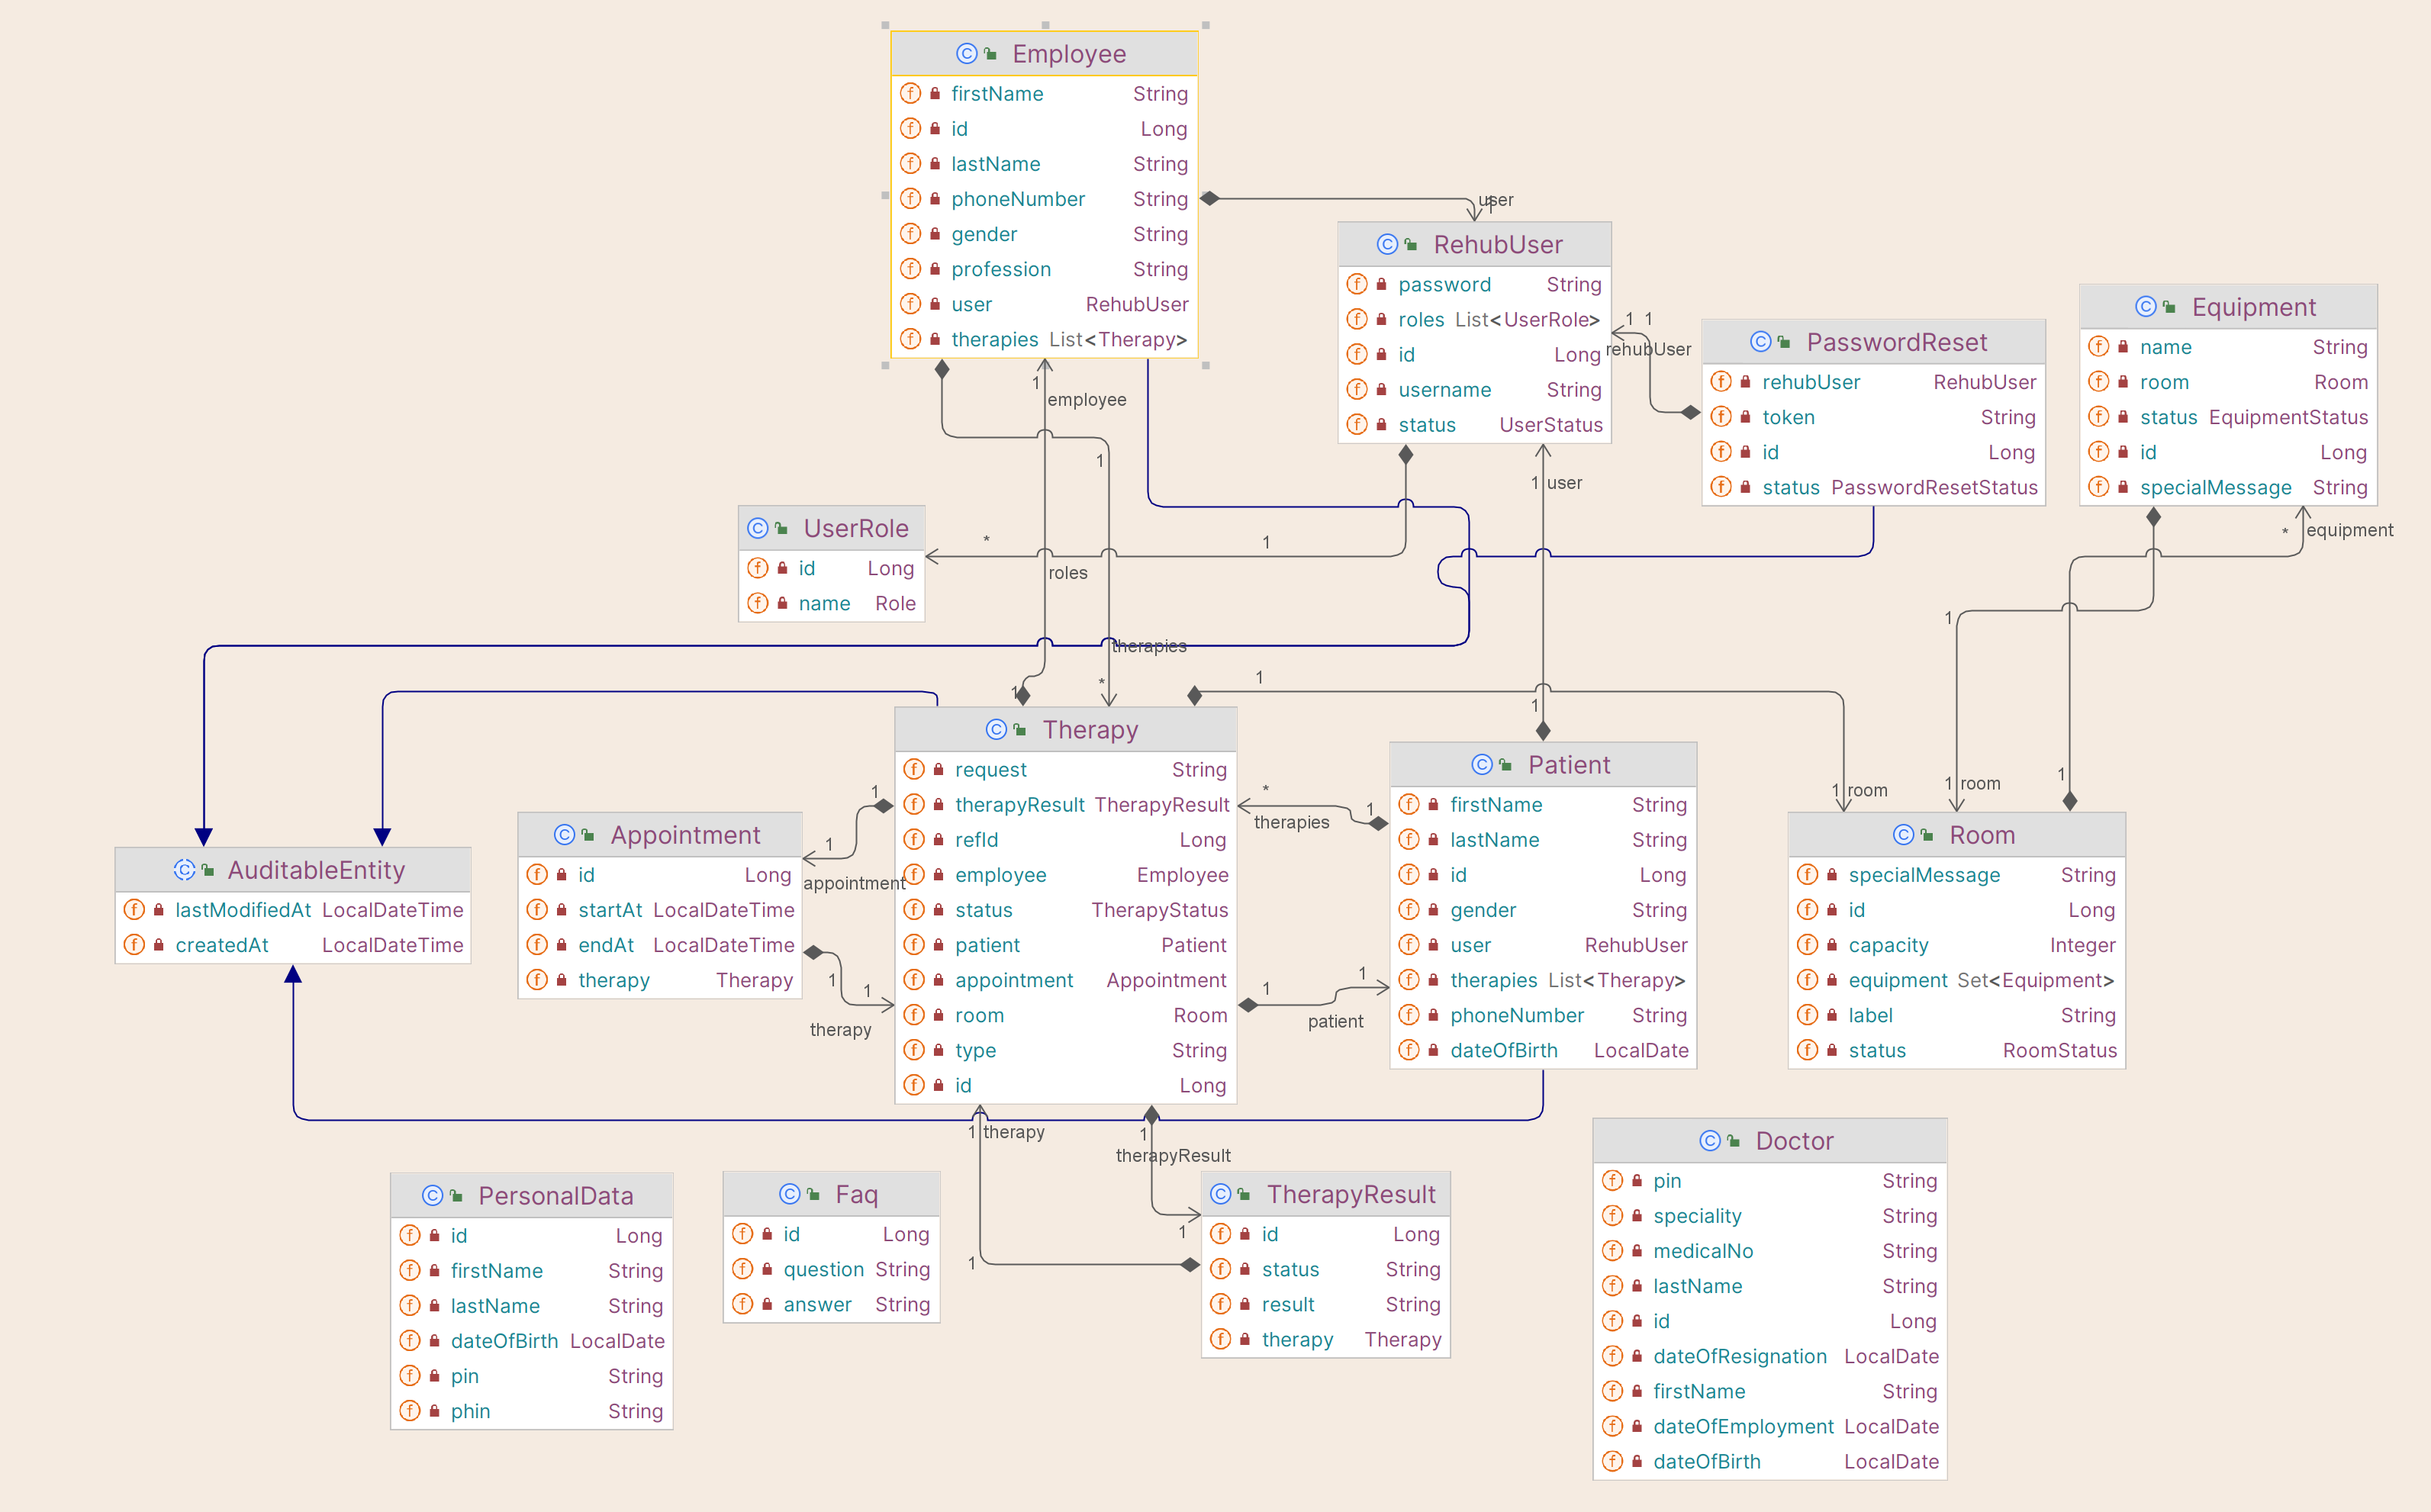 Employee
firstName String
id Long
lastName String
phoneNumber String
gender String
profession String
user RehubUser
therapies List<Therapy>
user
1
RehubUser
password String
roles List<UserRole>
id Long
username String
status UserStatus
1 1
rehubUser
PasswordReset
rehubUser RehubUser
token String
id Long
status PasswordResetStatus
Equipment
name String
room Room
status EquipmentStatus
id Long
specialMessage String
1
employee
1
1 user
* equipment
UserRole
id Long
name Role
*
1
roles
1
therapies
*
1
1
1
1
1 room
1 room
1
Therapy
request String
therapyResult TherapyResult
refId Long
employee Employee
status TherapyStatus
patient Patient
appointment Appointment
room Room
type String
id Long
Patient
firstName String
lastName String
id Long
gender String
user RehubUser
therapies List<Therapy>
phoneNumber String
dateOfBirth LocalDate
*
1
therapies
1
1
patient
Appointment
id Long
startAt LocalDateTime
endAt LocalDateTime
therapy Therapy
1
1
appointment
1
1
therapy
AuditableEntity
lastModifiedAt LocalDateTime
createdAt LocalDateTime
Room
specialMessage String
id Long
capacity Integer
equipment Set<Equipment>
label String
status RoomStatus
1 therapy
1
1
therapyResult
1
PersonalData
id Long
firstName String
lastName String
dateOfBirth LocalDate
pin String
phin String
Faq
id Long
question String
answer String
TherapyResult
id Long
status String
result String
therapy Therapy
Doctor
pin String
speciality String
medicalNo String
lastName String
id Long
dateOfResignation LocalDate
firstName String
dateOfEmployment LocalDate
dateOfBirth LocalDate